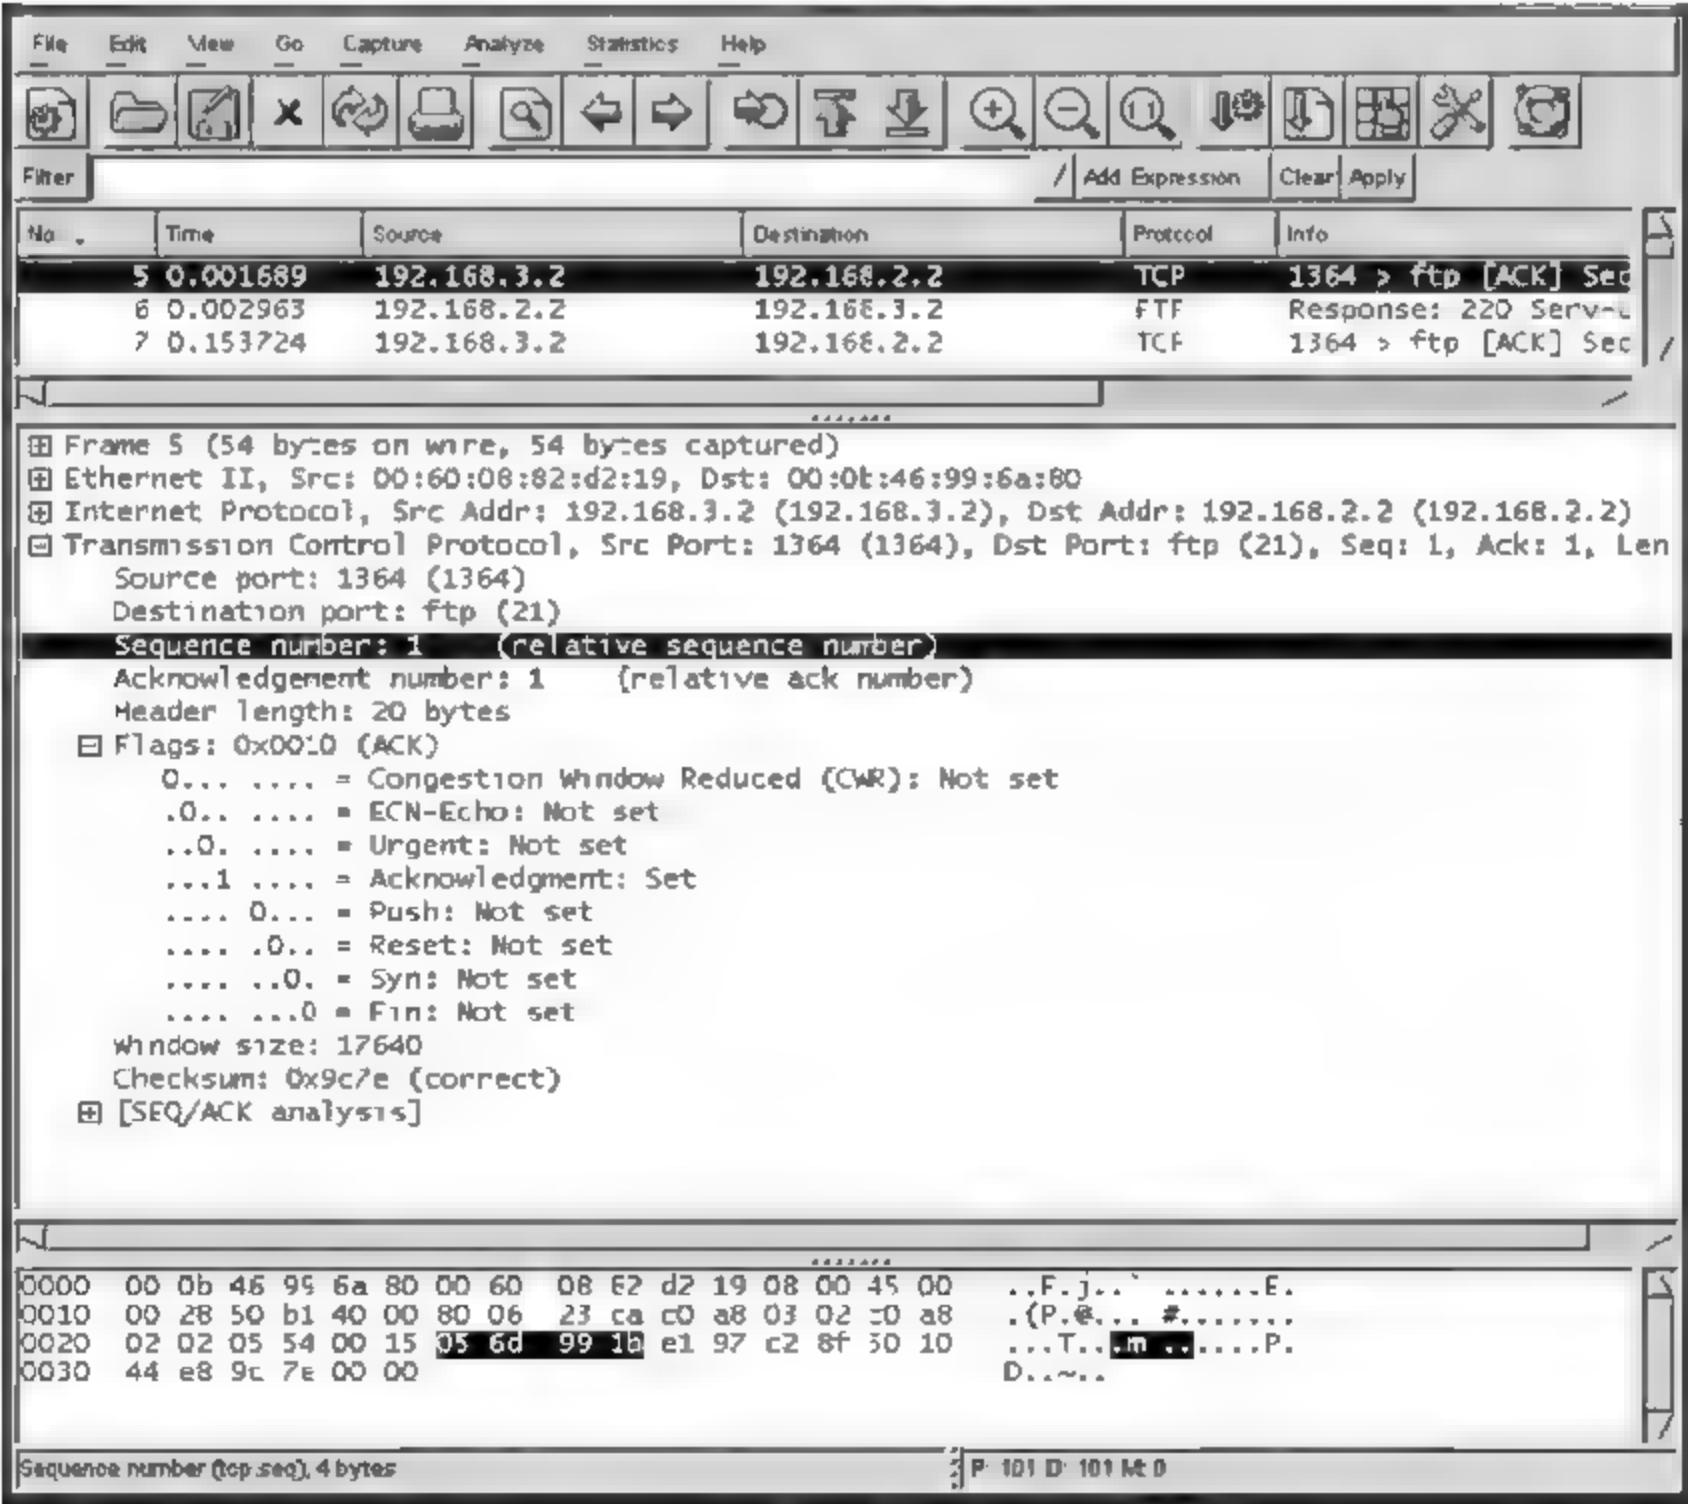 File Edit View Go Capture Analyze Statistics Help
Filter Add Expression Clear Apply
No. Time Source Destination Protocol Info
5 0.001689 192.168.3.2 192.168.2.2 TCP 1364 > ftp [ACK] Sec
6 0.002963 192.168.2.2 192.168.3.2 FTP Response: 220 Serv-
7 0.153724 192.168.3.2 192.168.2.2 TCP 1364 > ftp [ACK] Sec
Frame 5 (54 bytes on wire, 54 bytes captured)
Ethernet II, Src: 00:60:08:82:d2:19, Dst: 00:0b:46:99:6a:80
Internet Protocol, Src Addr: 192.168.3.2 (192.168.3.2), Dst Addr: 192.168.2.2 (192.168.2.2)
Transmission Control Protocol, Src Port: 1364 (1364), Dst Port: ftp (21), Seq: 1, Ack: 1, Len
Source port: 1364 (1364)
Destination port: ftp (21)
Sequence number: 1 (relative sequence number)
Acknowledgement number: 1 (relative ack number)
Header length: 20 bytes
Flags: 0x0010 (ACK)
0... .... = Congestion Window Reduced (CWR): Not set
.0.. .... = ECN-Echo: Not set
..0. .... = Urgent: Not set
...1 .... = Acknowledgment: Set
.... 0... = Push: Not set
.... .0.. = Reset: Not set
.... ..0. = Syn: Not set
.... ...0 = Fin: Not set
Window size: 17640
Checksum: 0x9c7e (correct)
[SEQ/ACK analysis]
0000 00 0b 46 99 6a 80 00 60 08 82 d2 19 08 00 45 00 ..F.j..` ......E.
0010 00 28 50 b1 40 00 80 06 23 ca c0 a8 03 02 c0 a8 .(P.@... #.......
0020 02 02 05 54 00 15 05 6d 99 1b e1 97 c2 8f 50 10 ...T...m ......P.
0030 44 e8 9c 7e 00 00 D..~..
Sequence number (tcp.seq), 4 bytes P: 101 D: 101 M: 0